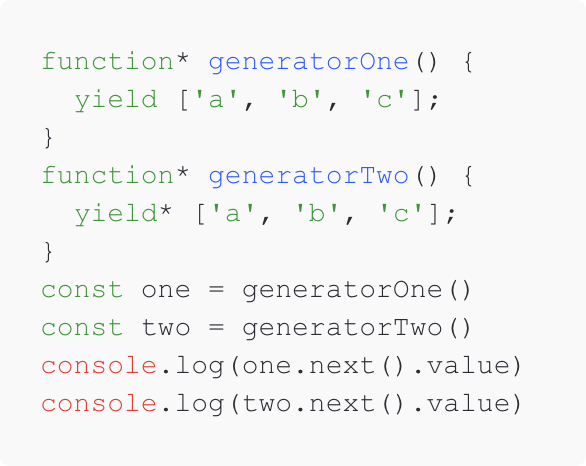 function* generatorOne() {
  yield ['a', 'b', 'c'];
}
function* generatorTwo() {
  yield* ['a', 'b', 'c'];
}
const one = generatorOne()
const two = generatorTwo()
console.log(one.next().value)
console.log(two.next().value)